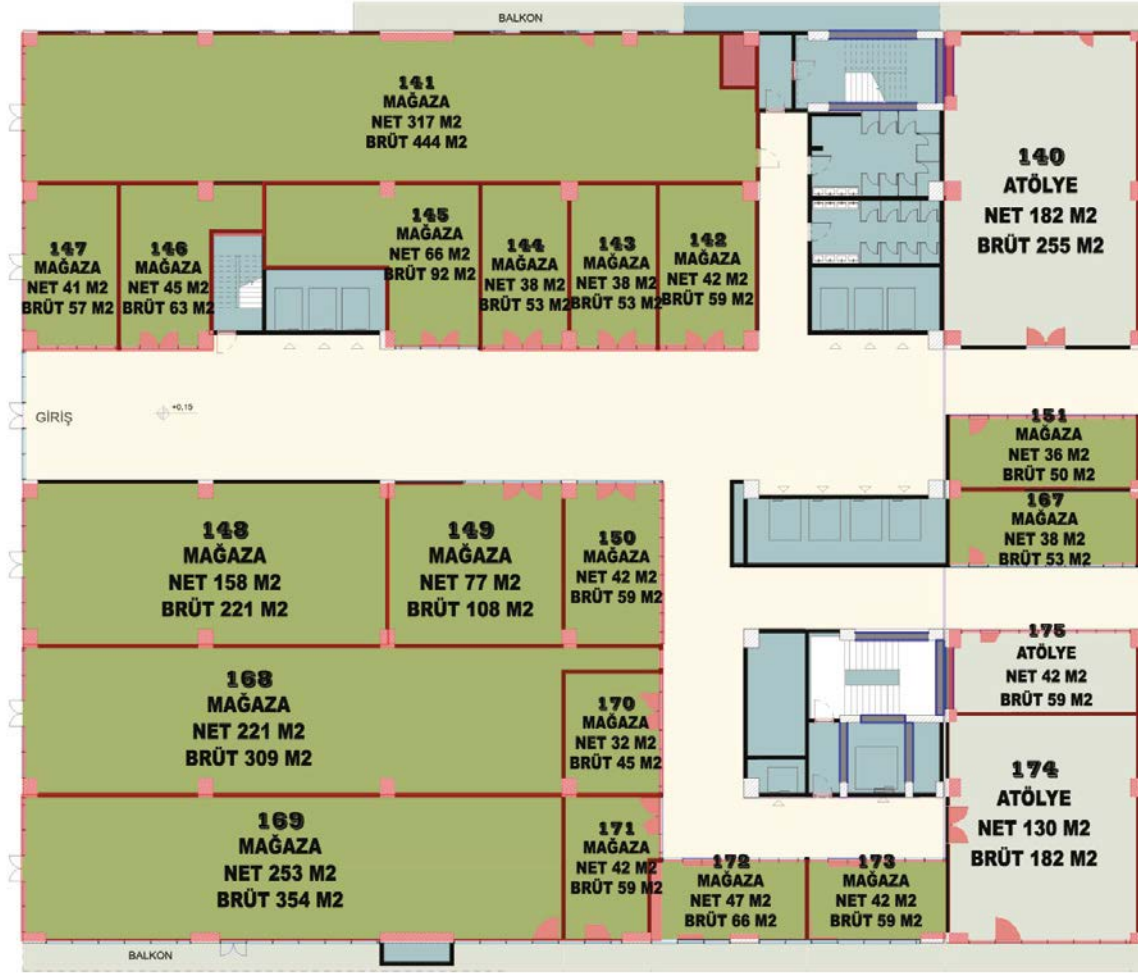 BALKON
141
MAĞAZA
NET 317 M2
BRÜT 444 M2
140
ATÖLYE
NET 182 M2
BRÜT 255 M2
147
MAĞAZA
NET 41 M2
BRÜT 57 M2
146
MAĞAZA
NET 45 M2
BRÜT 63 M2
145
MAĞAZA
NET 66 M2
BRÜT 92 M2
144
MAĞAZA
NET 38 M2
BRÜT 53 M2
143
MAĞAZA
NET 38 M2
BRÜT 53 M2
142
MAĞAZA
NET 42 M2
BRÜT 59 M2
GİRİŞ
+0,15
151
MAĞAZA
NET 36 M2
BRÜT 50 M2
167
MAĞAZA
NET 38 M2
BRÜT 53 M2
148
MAĞAZA
NET 158 M2
BRÜT 221 M2
149
MAĞAZA
NET 77 M2
BRÜT 108 M2
150
MAĞAZA
NET 42 M2
BRÜT 59 M2
175
ATÖLYE
NET 42 M2
BRÜT 59 M2
168
MAĞAZA
NET 221 M2
BRÜT 309 M2
170
MAĞAZA
NET 32 M2
BRÜT 45 M2
174
ATÖLYE
NET 130 M2
BRÜT 182 M2
169
MAĞAZA
NET 253 M2
BRÜT 354 M2
171
MAĞAZA
NET 42 M2
BRÜT 59 M2
172
MAĞAZA
NET 47 M2
BRÜT 66 M2
173
MAĞAZA
NET 42 M2
BRÜT 59 M2
BALKON